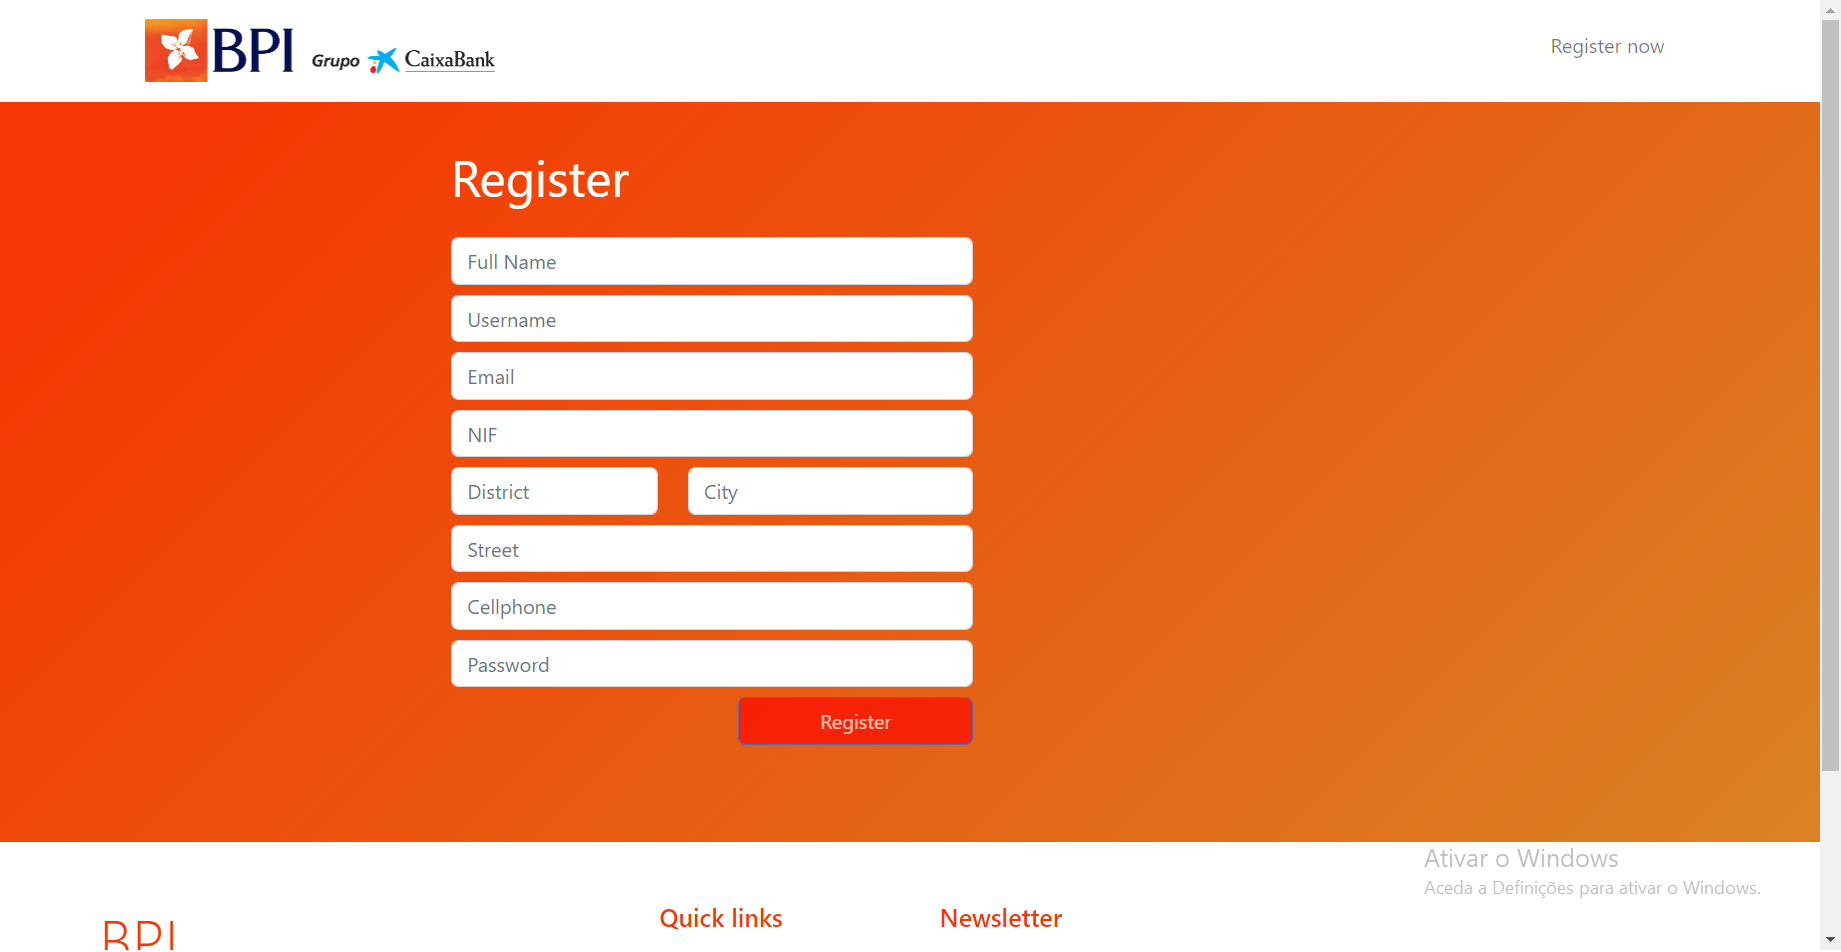 BPI Grupo CaixaBank
Register now
Register
Full Name
Username
Email
NIF
District City
Street
Cellphone
Password
Register
Ativar o Windows
Aceda a Definições para ativar o Windows.
BPI
Quick links
Newsletter